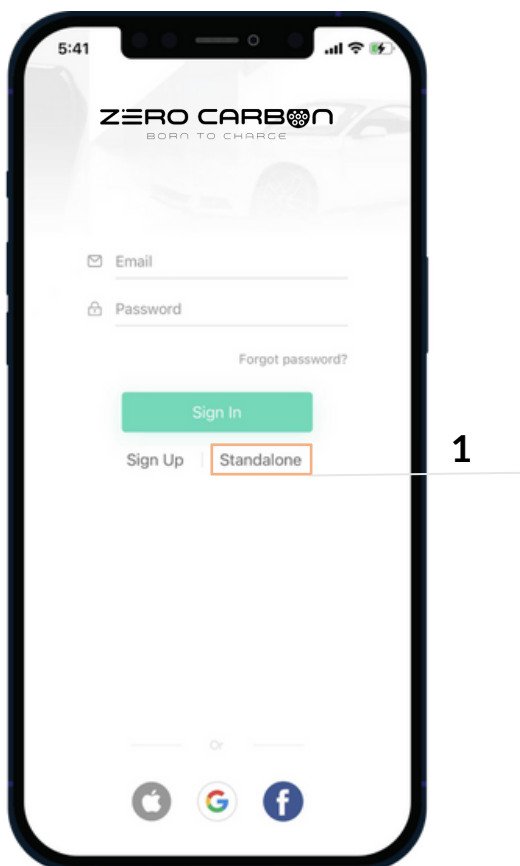 5:41
ZERO CARBON
BORN TO CHARGE
Email
Password
Forgot password?
Sign In
Sign Up | Standalone
1
Or